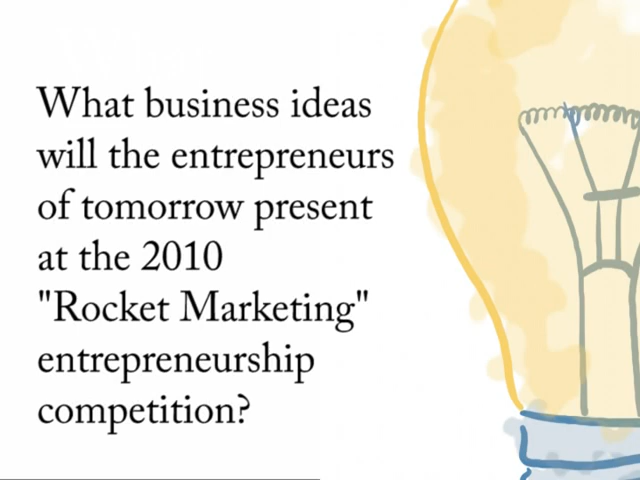 What business ideas
will the entrepreneurs
of tomorrow present
at the 2010
"Rocket Marketing"
entrepreneurship
competition?